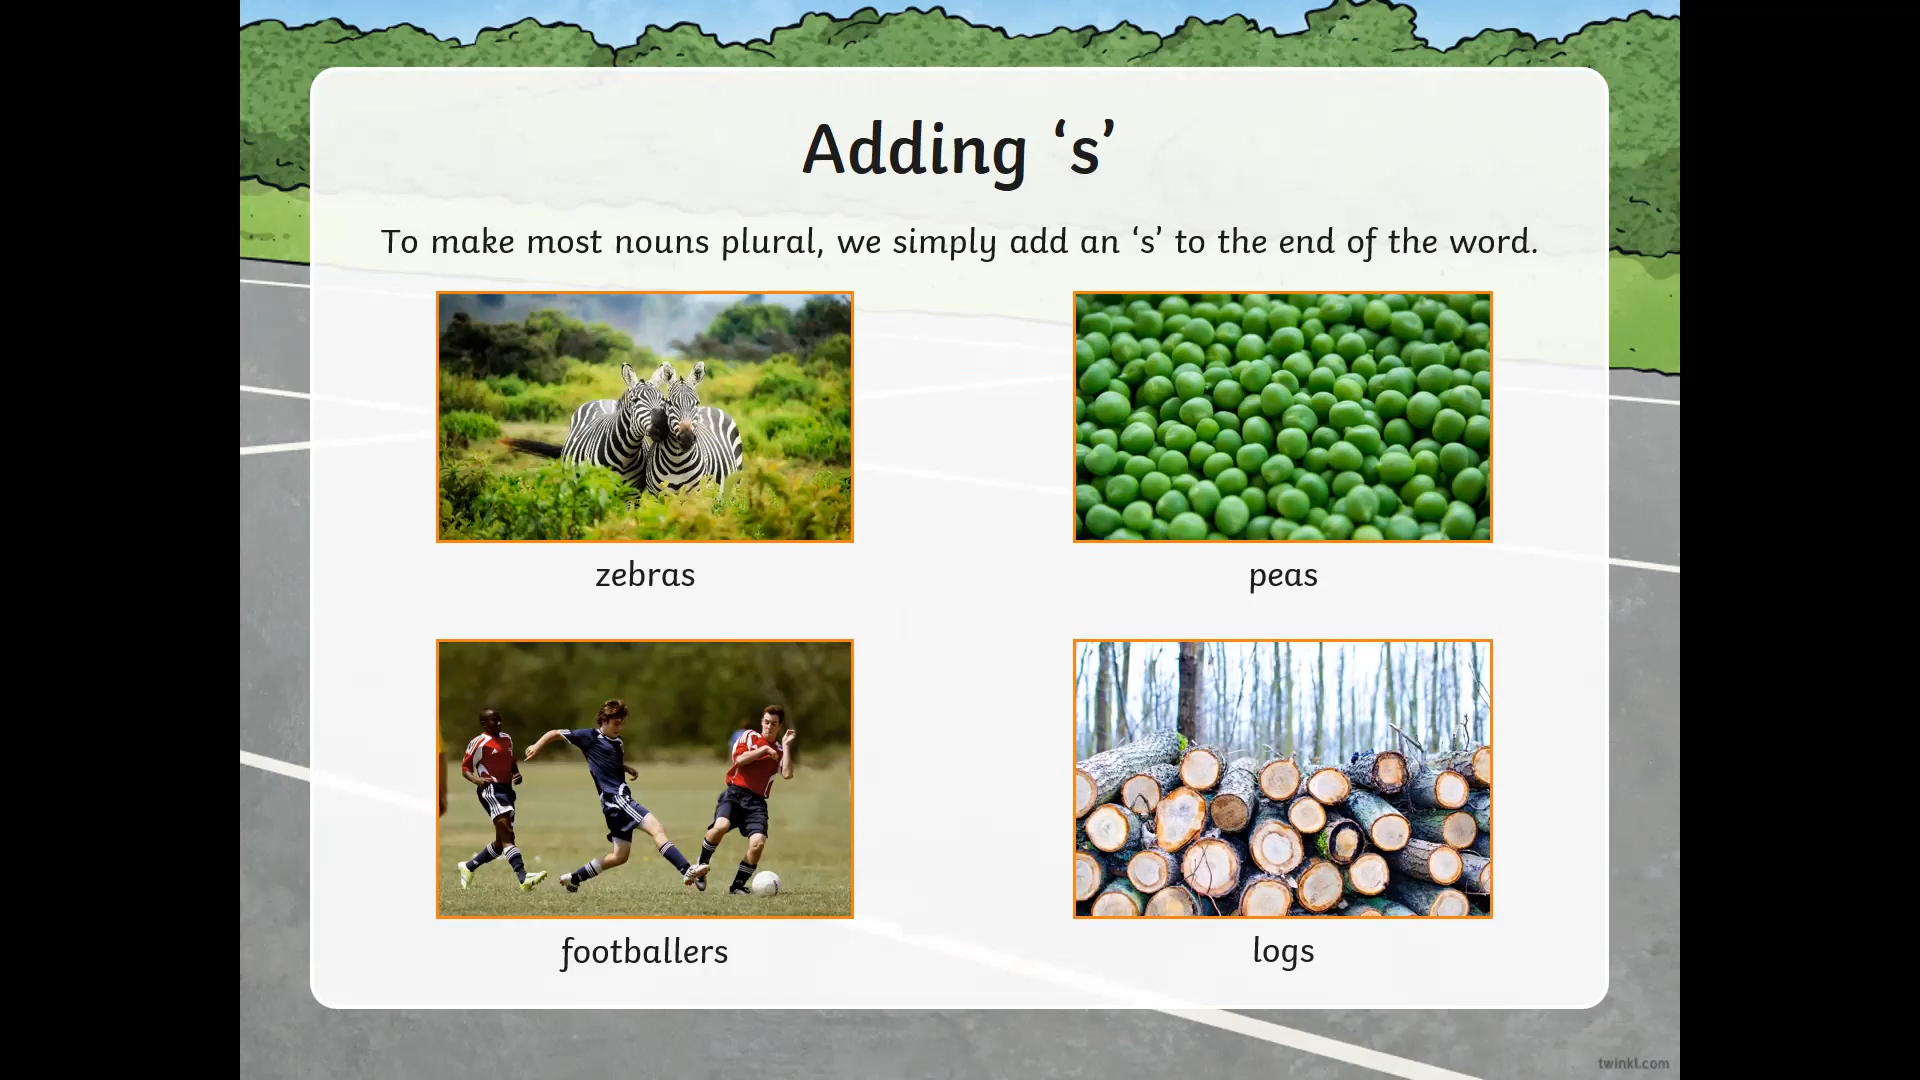 Adding ‘s’
To make most nouns plural, we simply add an ‘s’ to the end of the word.
zebras
peas
footballers
logs
twinkl.com